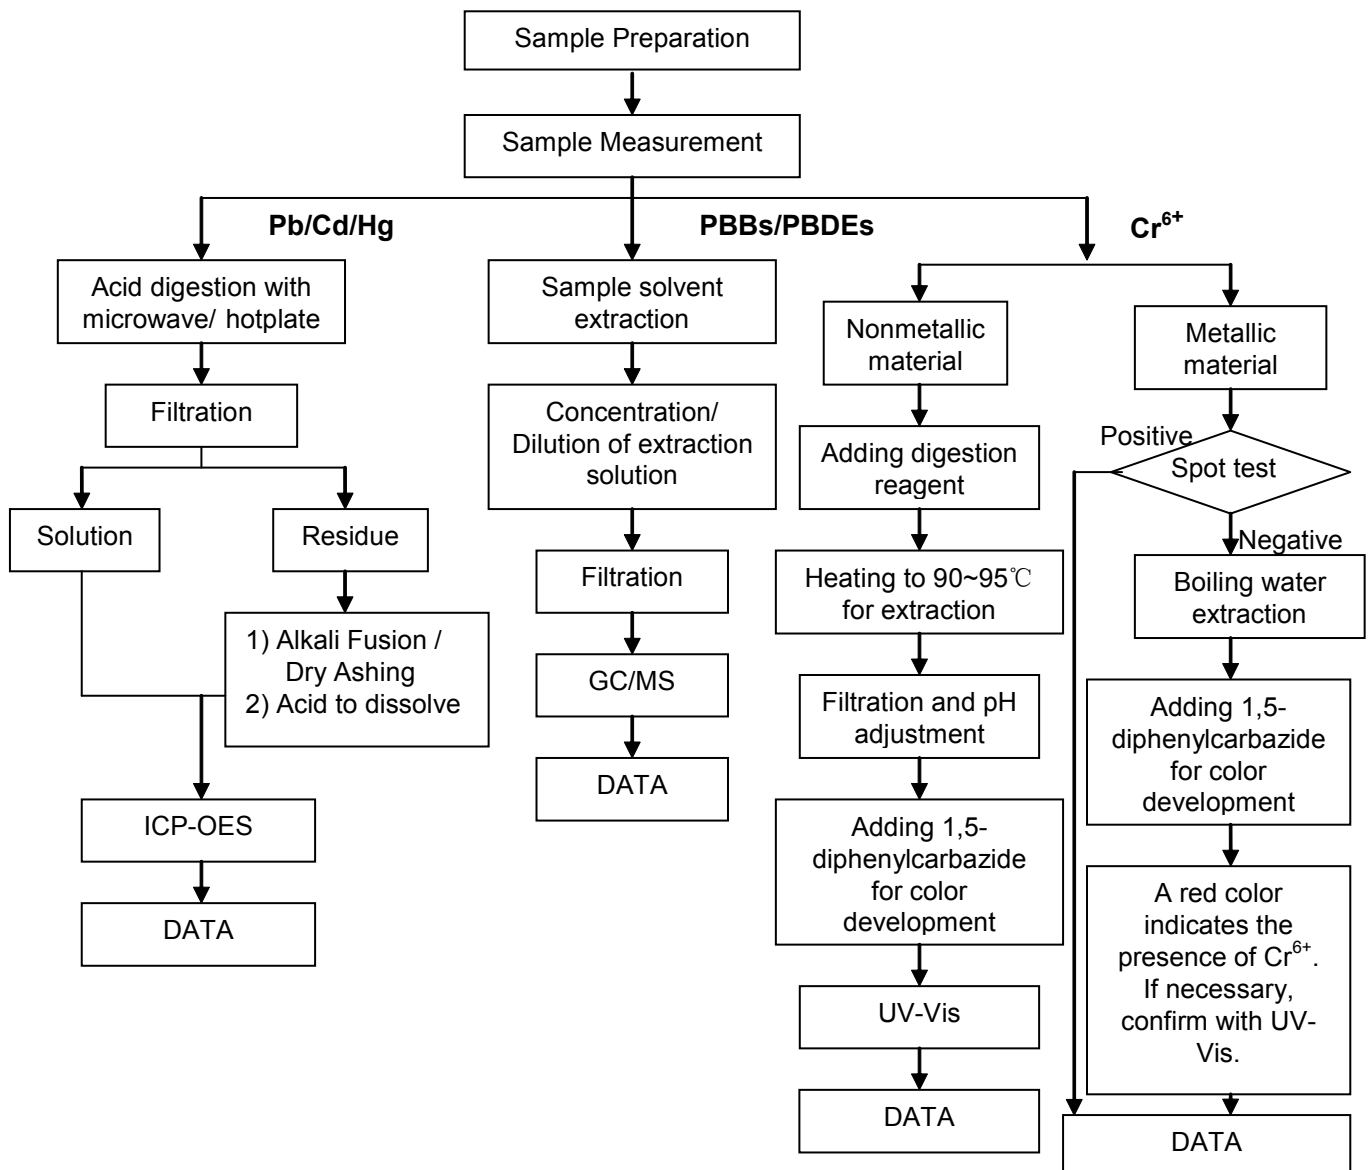 Sample Preparation
Sample Measurement
Pb/Cd/Hg
PBBs/PBDEs
Cr⁶⁺
Acid digestion with
microwave/ hotplate
Filtration
Solution
Residue
1) Alkali Fusion /
Dry Ashing
2) Acid to dissolve
ICP-OES
DATA
Sample solvent
extraction
Concentration/
Dilution of extraction
solution
Filtration
GC/MS
DATA
Nonmetallic
material
Adding digestion
reagent
Heating to 90~95℃
for extraction
Filtration and pH
adjustment
Adding 1,5-
diphenylcarbazide
for color
development
UV-Vis
DATA
Metallic
material
Positive
Spot test
Negative
Boiling water
extraction
Adding 1,5-
diphenylcarbazide
for color
development
A red color
indicates the
presence of Cr⁶⁺.
If necessary,
confirm with UV-
Vis.
DATA